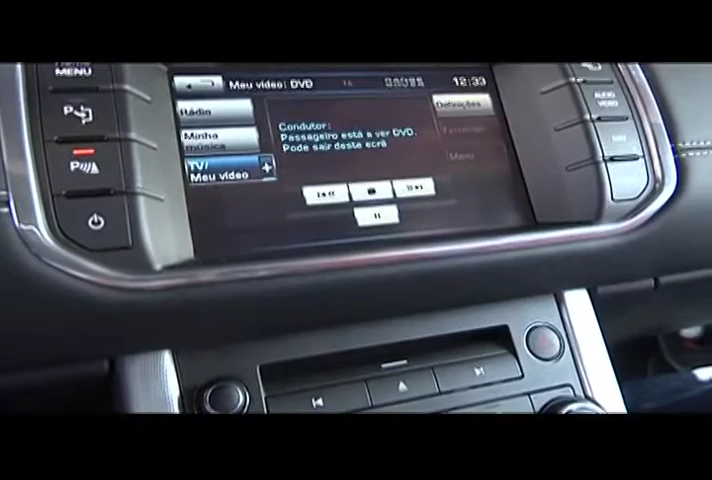 MENU
Meu vídeo: DVD
12:33
AUDIO
VIDEO
Rádio
Definições
Minha
música
Condutor:
Passageiro está a ver DVD.
Pode sair deste ecrã
TV/
Meu vídeo
Menu